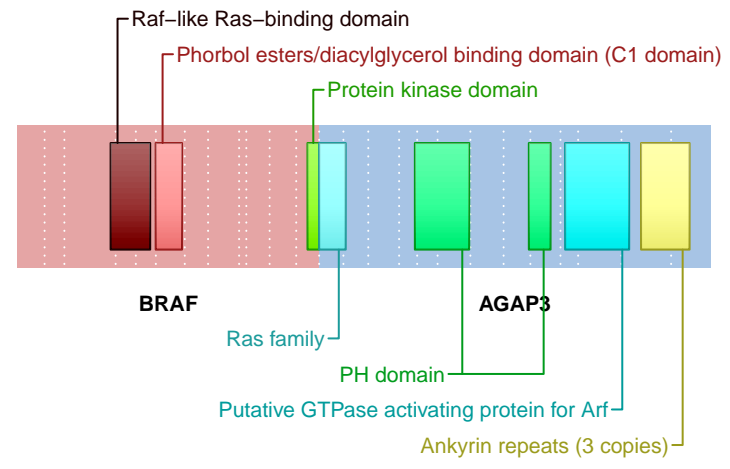 Raf−like Ras−binding domain
Phorbol esters/diacylglycerol binding domain (C1 domain)
Protein kinase domain
BRAF
AGAP3
Ras family
PH domain
Putative GTPase activating protein for Arf
Ankyrin repeats (3 copies)